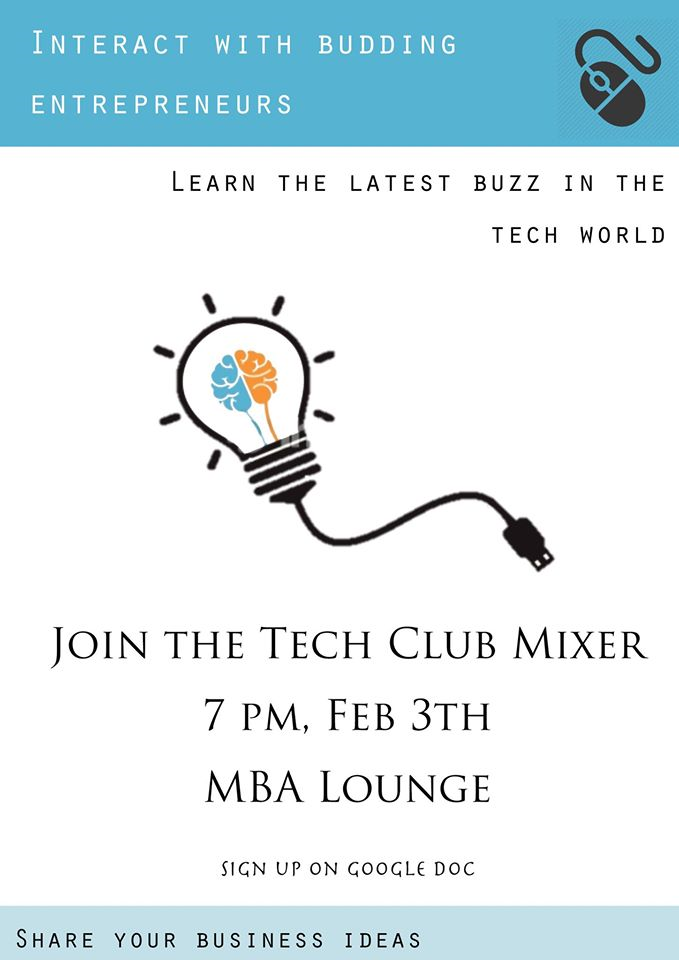 Interact with budding
entrepreneurs
Learn the latest buzz in the
tech world
Join the Tech Club Mixer
7 pm, Feb 3th
MBA Lounge
Sign up on Google Doc
Share your business ideas